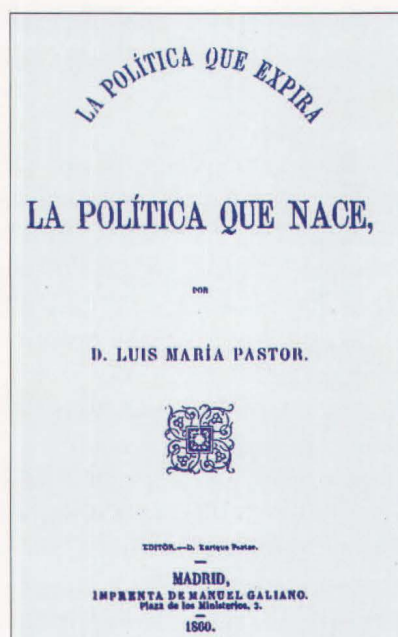 LA POLÍTICA QUE EXPIRA
LA POLÍTICA QUE NACE,
POR
D. LUIS MARÍA PASTOR.
EDITOR.—D. Enrique Pastor.
MADRID,
IMPRENTA DE MANUEL GALIANO.
Plaza de los Ministerios, 3.
1860.